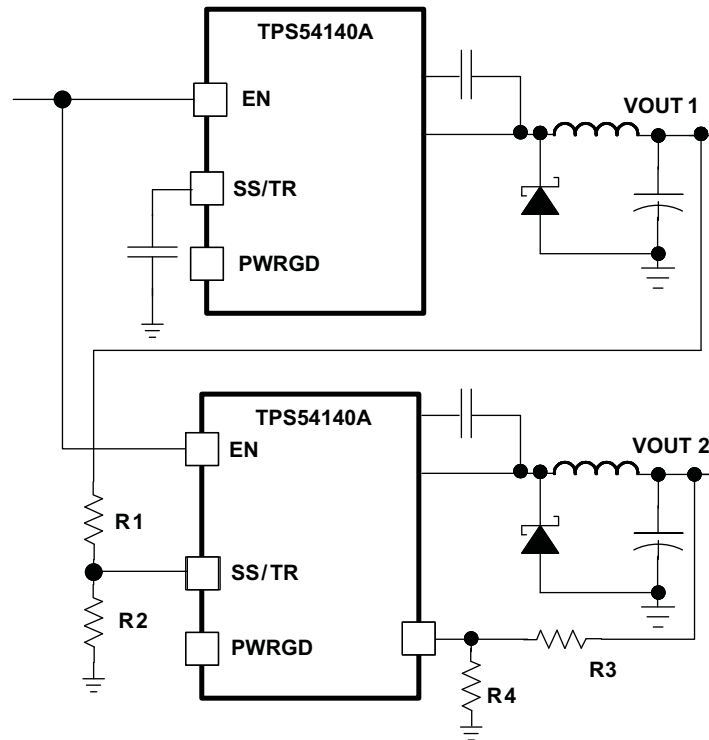 TPS54140A
EN
VOUT 1
SS/TR
PWRGD
TPS54140A
EN
VOUT 2
R1
SS/TR
R2
PWRGD
R3
R4